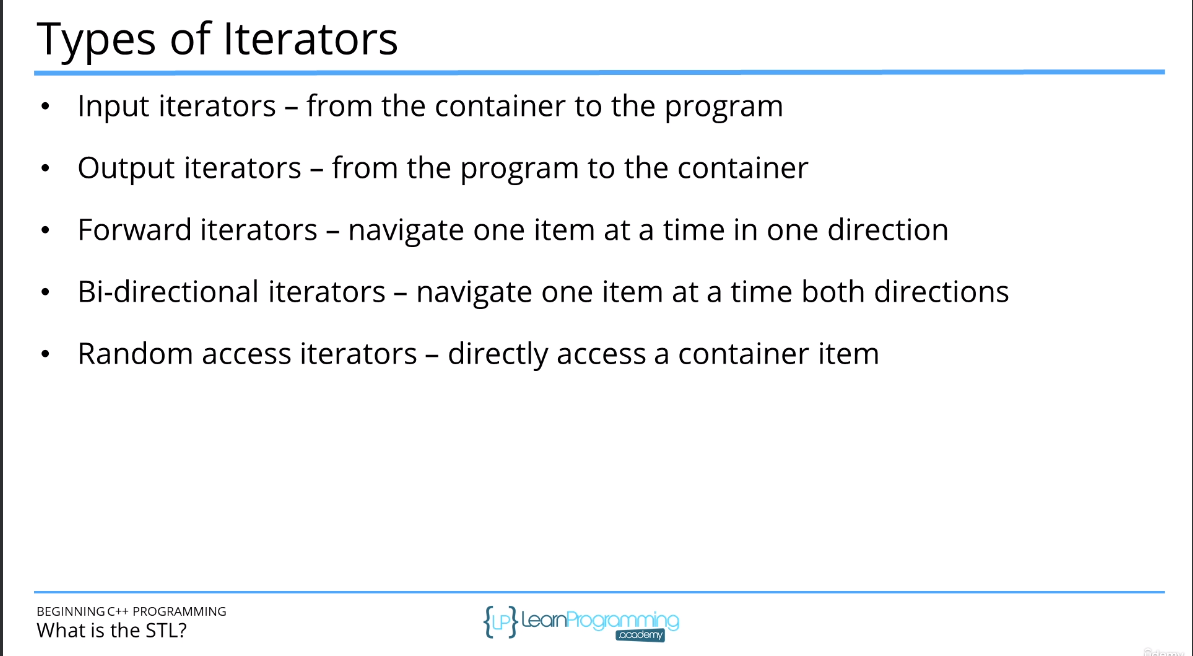 Types of Iterators
• Input iterators – from the container to the program
• Output iterators – from the program to the container
• Forward iterators – navigate one item at a time in one direction
• Bi-directional iterators – navigate one item at a time both directions
• Random access iterators – directly access a container item
BEGINNING C++ PROGRAMMING
What is the STL?
{LP} LearnProgramming
.academy